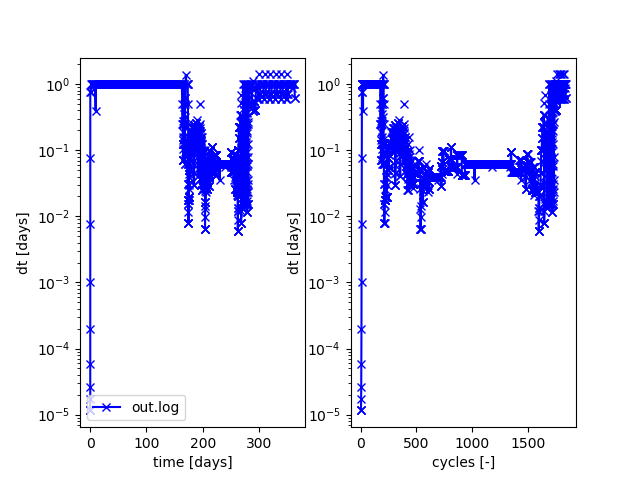 10⁰
10⁻¹
10⁻²
10⁻³
10⁻⁴
10⁻⁵
dt [days]
0 100 200 300
time [days]
out.log
10⁰
10⁻¹
10⁻²
10⁻³
10⁻⁴
10⁻⁵
dt [days]
0 500 1000 1500
cycles [-]